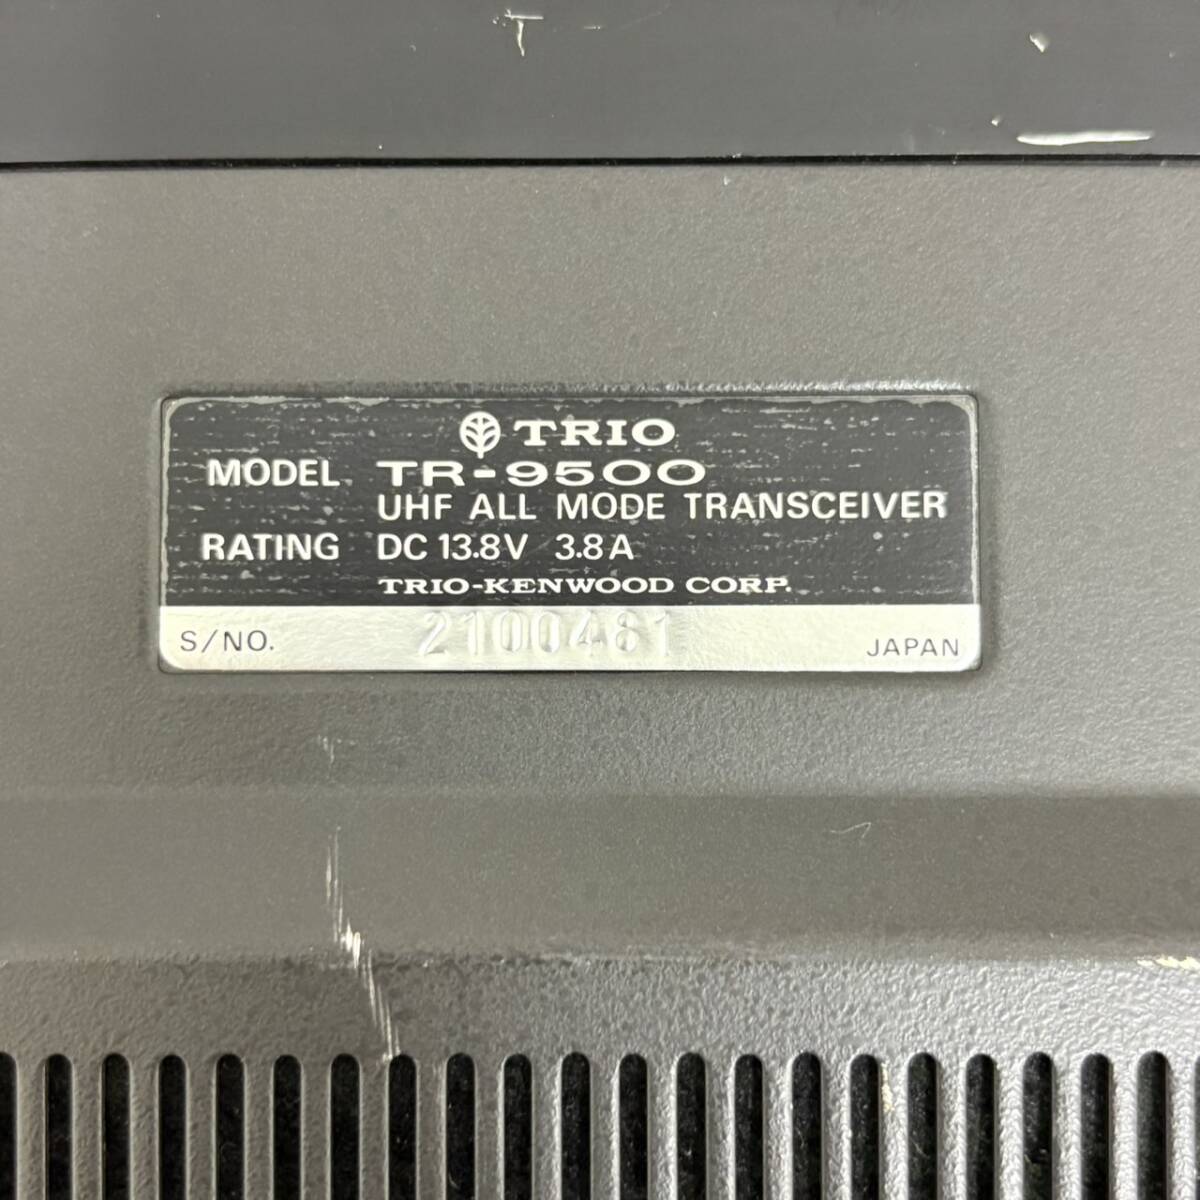 TRIO
MODEL TR-9500
UHF ALL MODE TRANSCEIVER
RATING DC 13.8V 3.8A
TRIO-KENWOOD CORP.
S/NO. 2100461 JAPAN